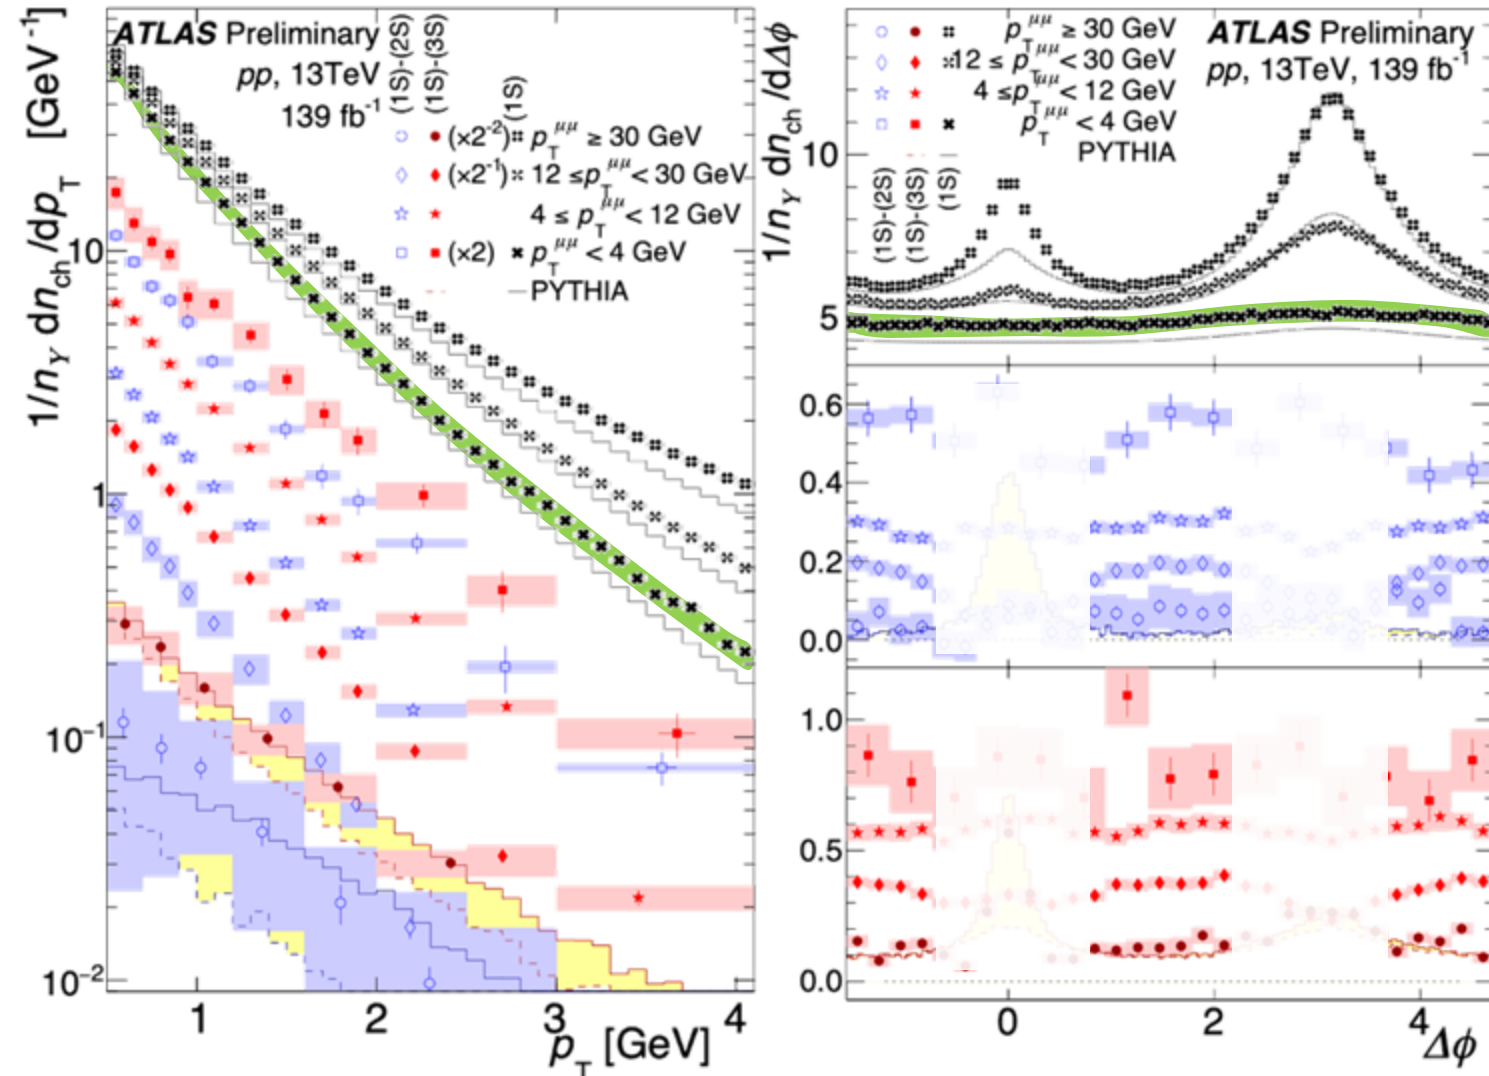 ATLAS Preliminary
pp, 13TeV
139 fb⁻¹
(1S)-(2S)
(1S)-(3S)
(1S)
(×2⁻²) p_T^μμ ≥ 30 GeV
(×2⁻¹) 12 ≤ p_T^μμ < 30 GeV
4 ≤ p_T^μμ < 12 GeV
(×2) p_T^μμ < 4 GeV
PYTHIA
1/n_Y dn_ch/dp_T [GeV⁻¹]
10
1
10⁻¹
10⁻²
1 2 3 4
p_T [GeV]
p_T^μμ ≥ 30 GeV
12 ≤ p_T^μμ < 30 GeV
4 ≤ p_T^μμ < 12 GeV
p_T^μμ < 4 GeV
PYTHIA
ATLAS Preliminary
pp, 13TeV, 139 fb⁻¹
(1S)-(2S)
(1S)-(3S)
(1S)
1/n_Y dn_ch/dΔϕ
10
5
0.6
0.4
0.2
0.0
1.0
0.5
0.0
0 2 4
Δϕ